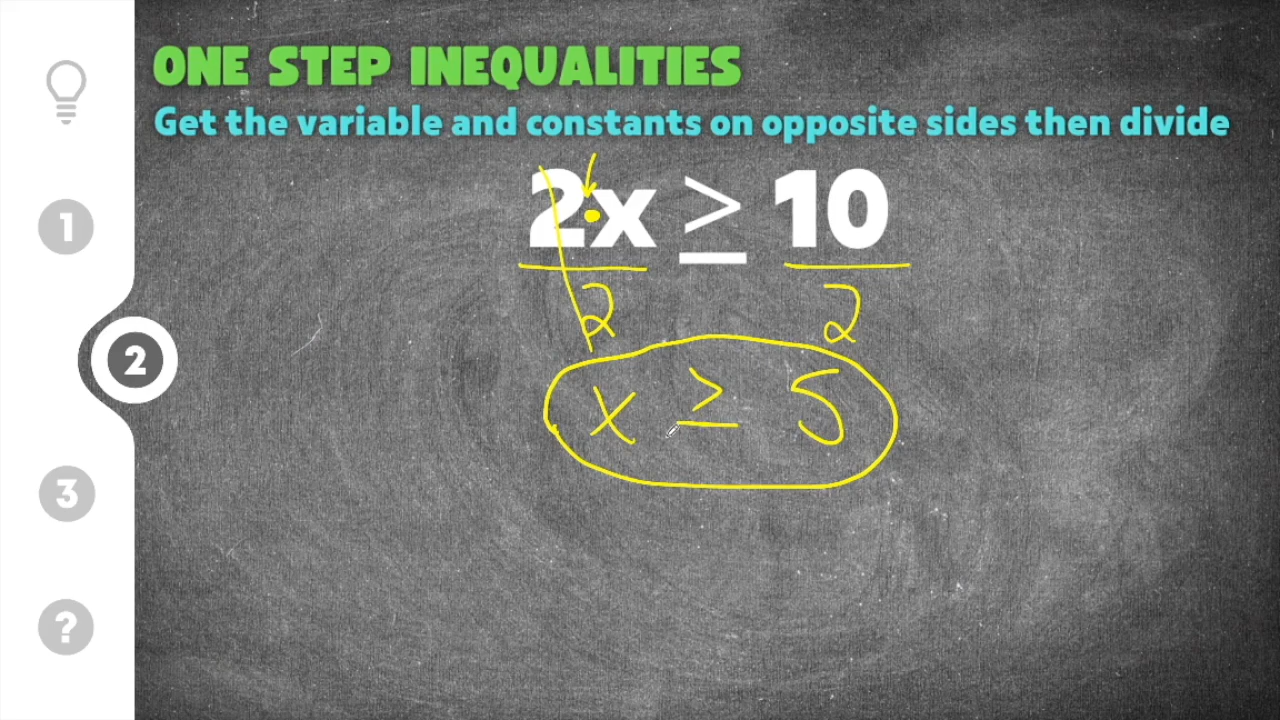 ONE STEP INEQUALITIES
Get the variable and constants on opposite sides then divide
2·x ≥ 10
2 2
x ≥ 5
1
2
3
?